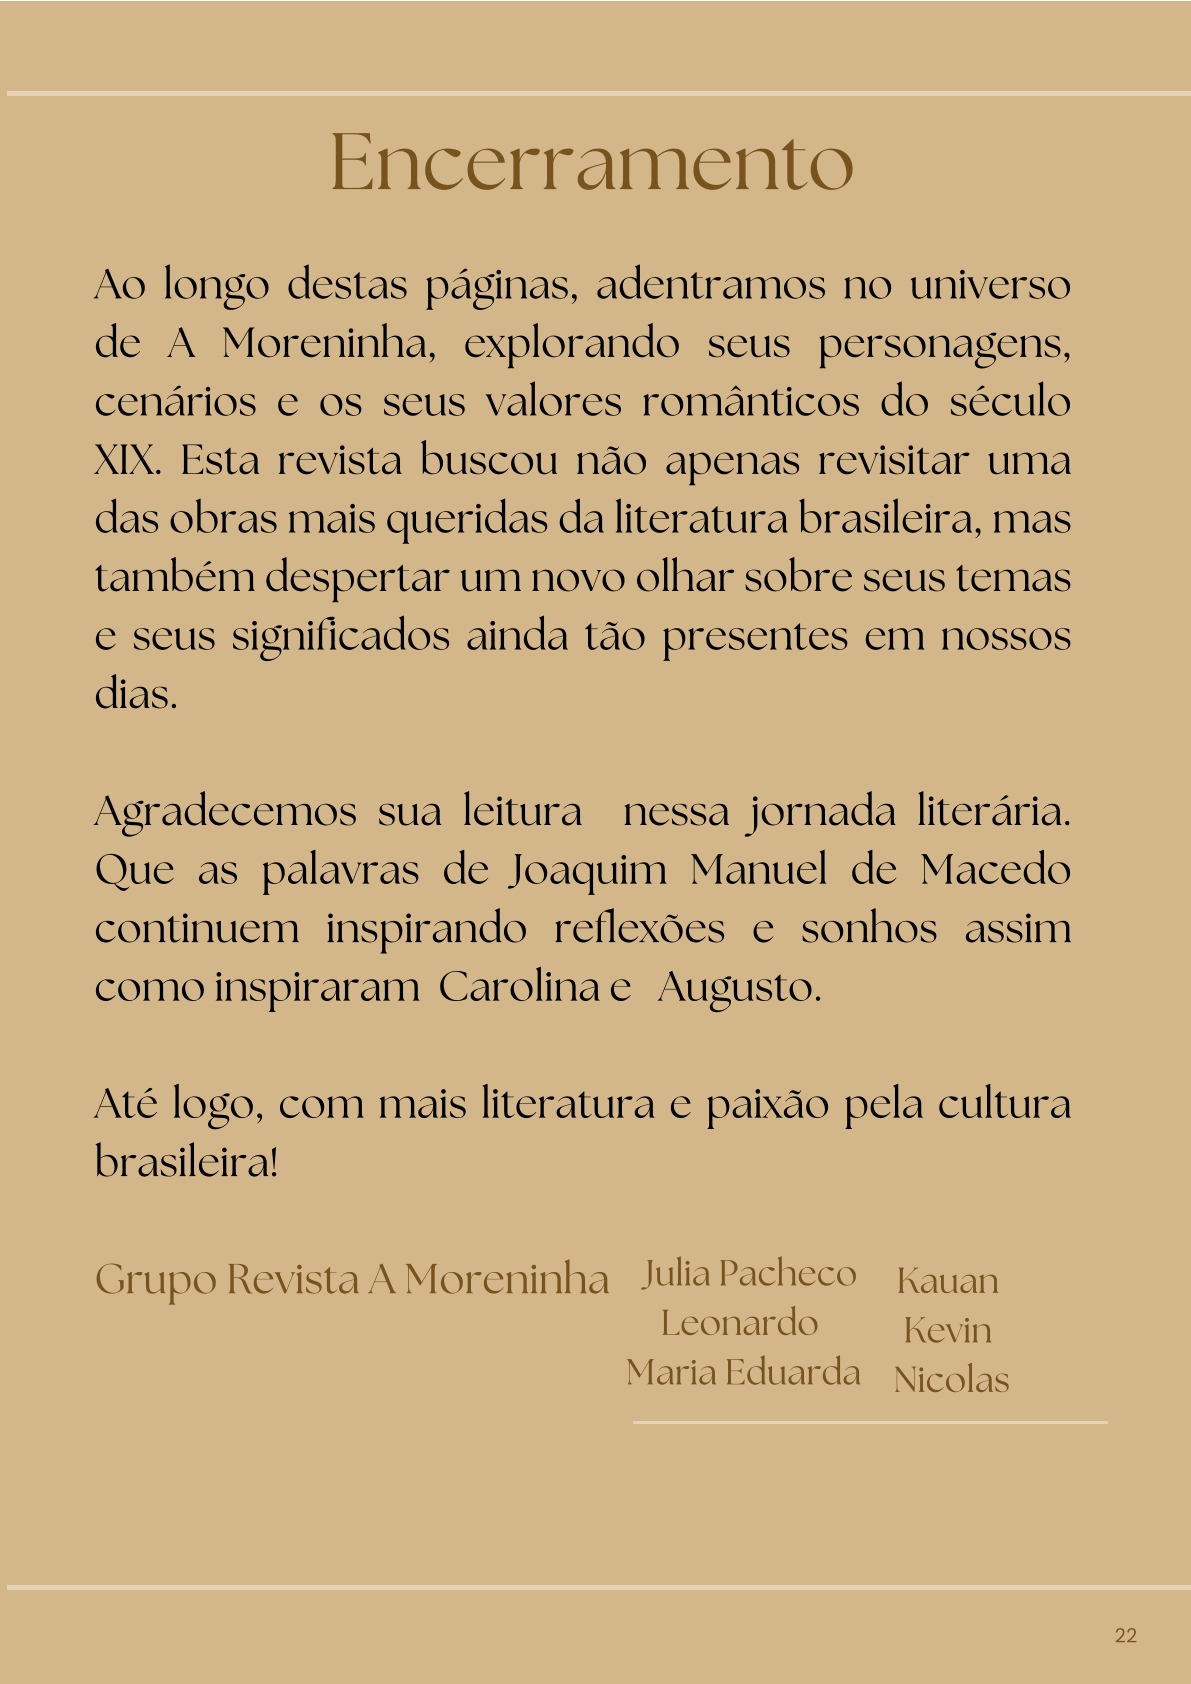 Encerramento
Ao longo destas páginas, adentramos no universo
de A Moreninha, explorando seus personagens,
cenários e os seus valores românticos do século
XIX. Esta revista buscou não apenas revisitar uma
das obras mais queridas da literatura brasileira, mas
também despertar um novo olhar sobre seus temas
e seus significados ainda tão presentes em nossos
dias.
Agradecemos sua leitura nessa jornada literária.
Que as palavras de Joaquim Manuel de Macedo
continuem inspirando reflexões e sonhos assim
como inspiraram Carolina e Augusto.
Até logo, com mais literatura e paixão pela cultura
brasileira!
Grupo Revista A Moreninha
Julia Pacheco
Leonardo
Maria Eduarda
Kauan
Kevin
Nicolas
22